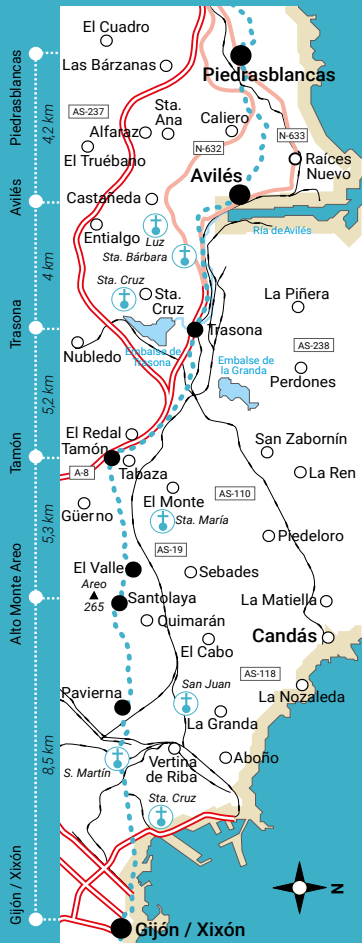 Piedrasblancas
4,2 km
Avilés
4 km
Trasona
5,2 km
Tamón
5,3 km
Alto Monte Areo
8,5 km
Gijón / Xixón
El Cuadro
Las Bárzanas
Piedrasblancas
AS-237
Sta.
Ana
Alfaraz
Caliero
N-633
N-632
El Truébano
Raíces
Nuevo
Avilés
Castañeda
Entialgo
Luz
Ría de Avilés
Sta. Bárbara
Sta. Cruz
Sta.
Cruz
La Piñera
Trasona
AS-238
Nubledo
Embalse de
Trasona
Embalse de
la Granda
Perdones
El Redal
Tamón
San Zabornín
A-8
Tabaza
La Ren
El Monte
AS-110
Güerno
Sta. María
Piedeloro
AS-19
El Valle
Sebades
Areo
265
Santolaya
La Matiella
Quimarán
Candás
El Cabo
AS-118
San Juan
Pavierna
La Nozaleda
La Granda
Vertina
de Riba
Aboño
S. Martín
Sta. Cruz
N
Gijón / Xixón